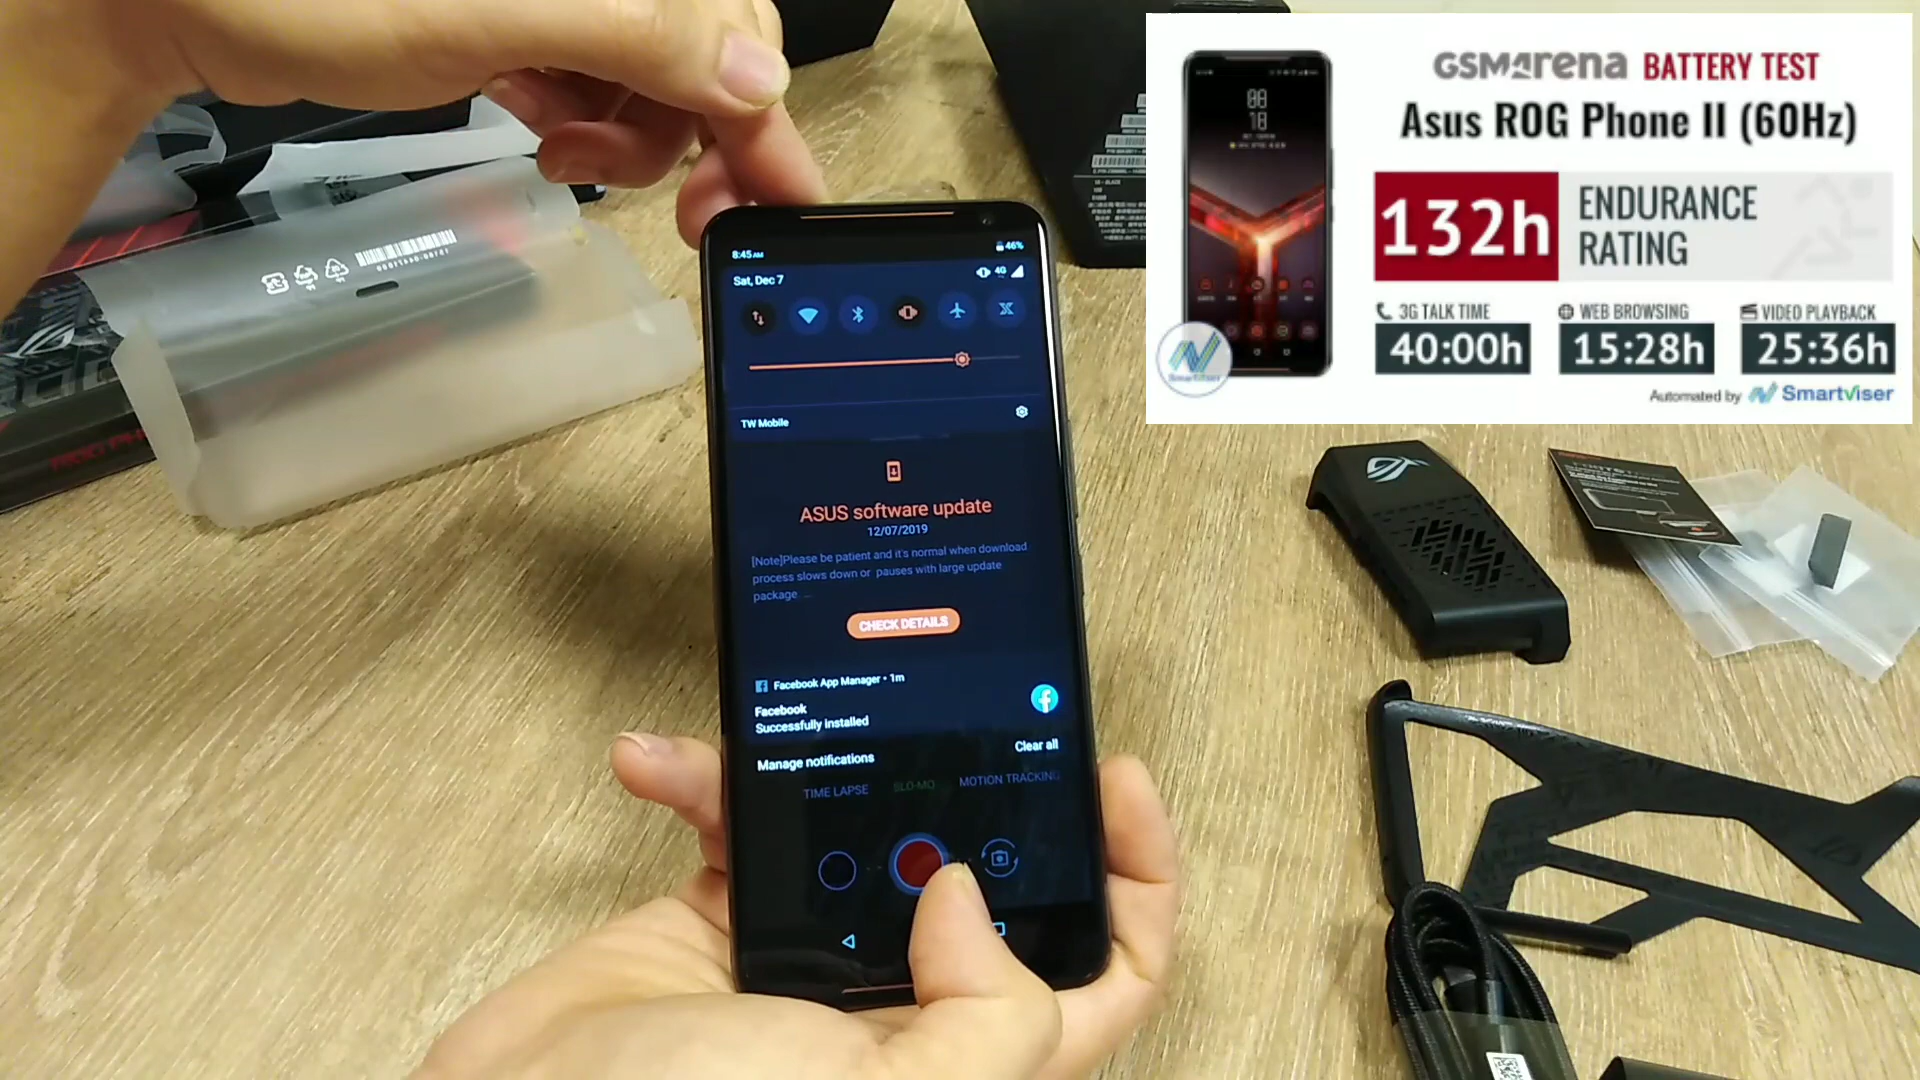 8:45 AM
46%
Sat, Dec 7
4G
TW Mobile
ASUS software update
12/07/2019
[Note]Please be patient and it's normal when download
process slows down or pauses with large update
package ...
CHECK DETAILS
Facebook App Manager • 1m
Facebook
Successfully installed
Manage notifications
Clear all
TIME LAPSE
SLO-MO
MOTION TRACKING
GSMArena BATTERY TEST
Asus ROG Phone II (60Hz)
132h
ENDURANCE
RATING
3G TALK TIME
40:00h
WEB BROWSING
15:28h
VIDEO PLAYBACK
25:36h
Automated by SmartViser
SmartViser